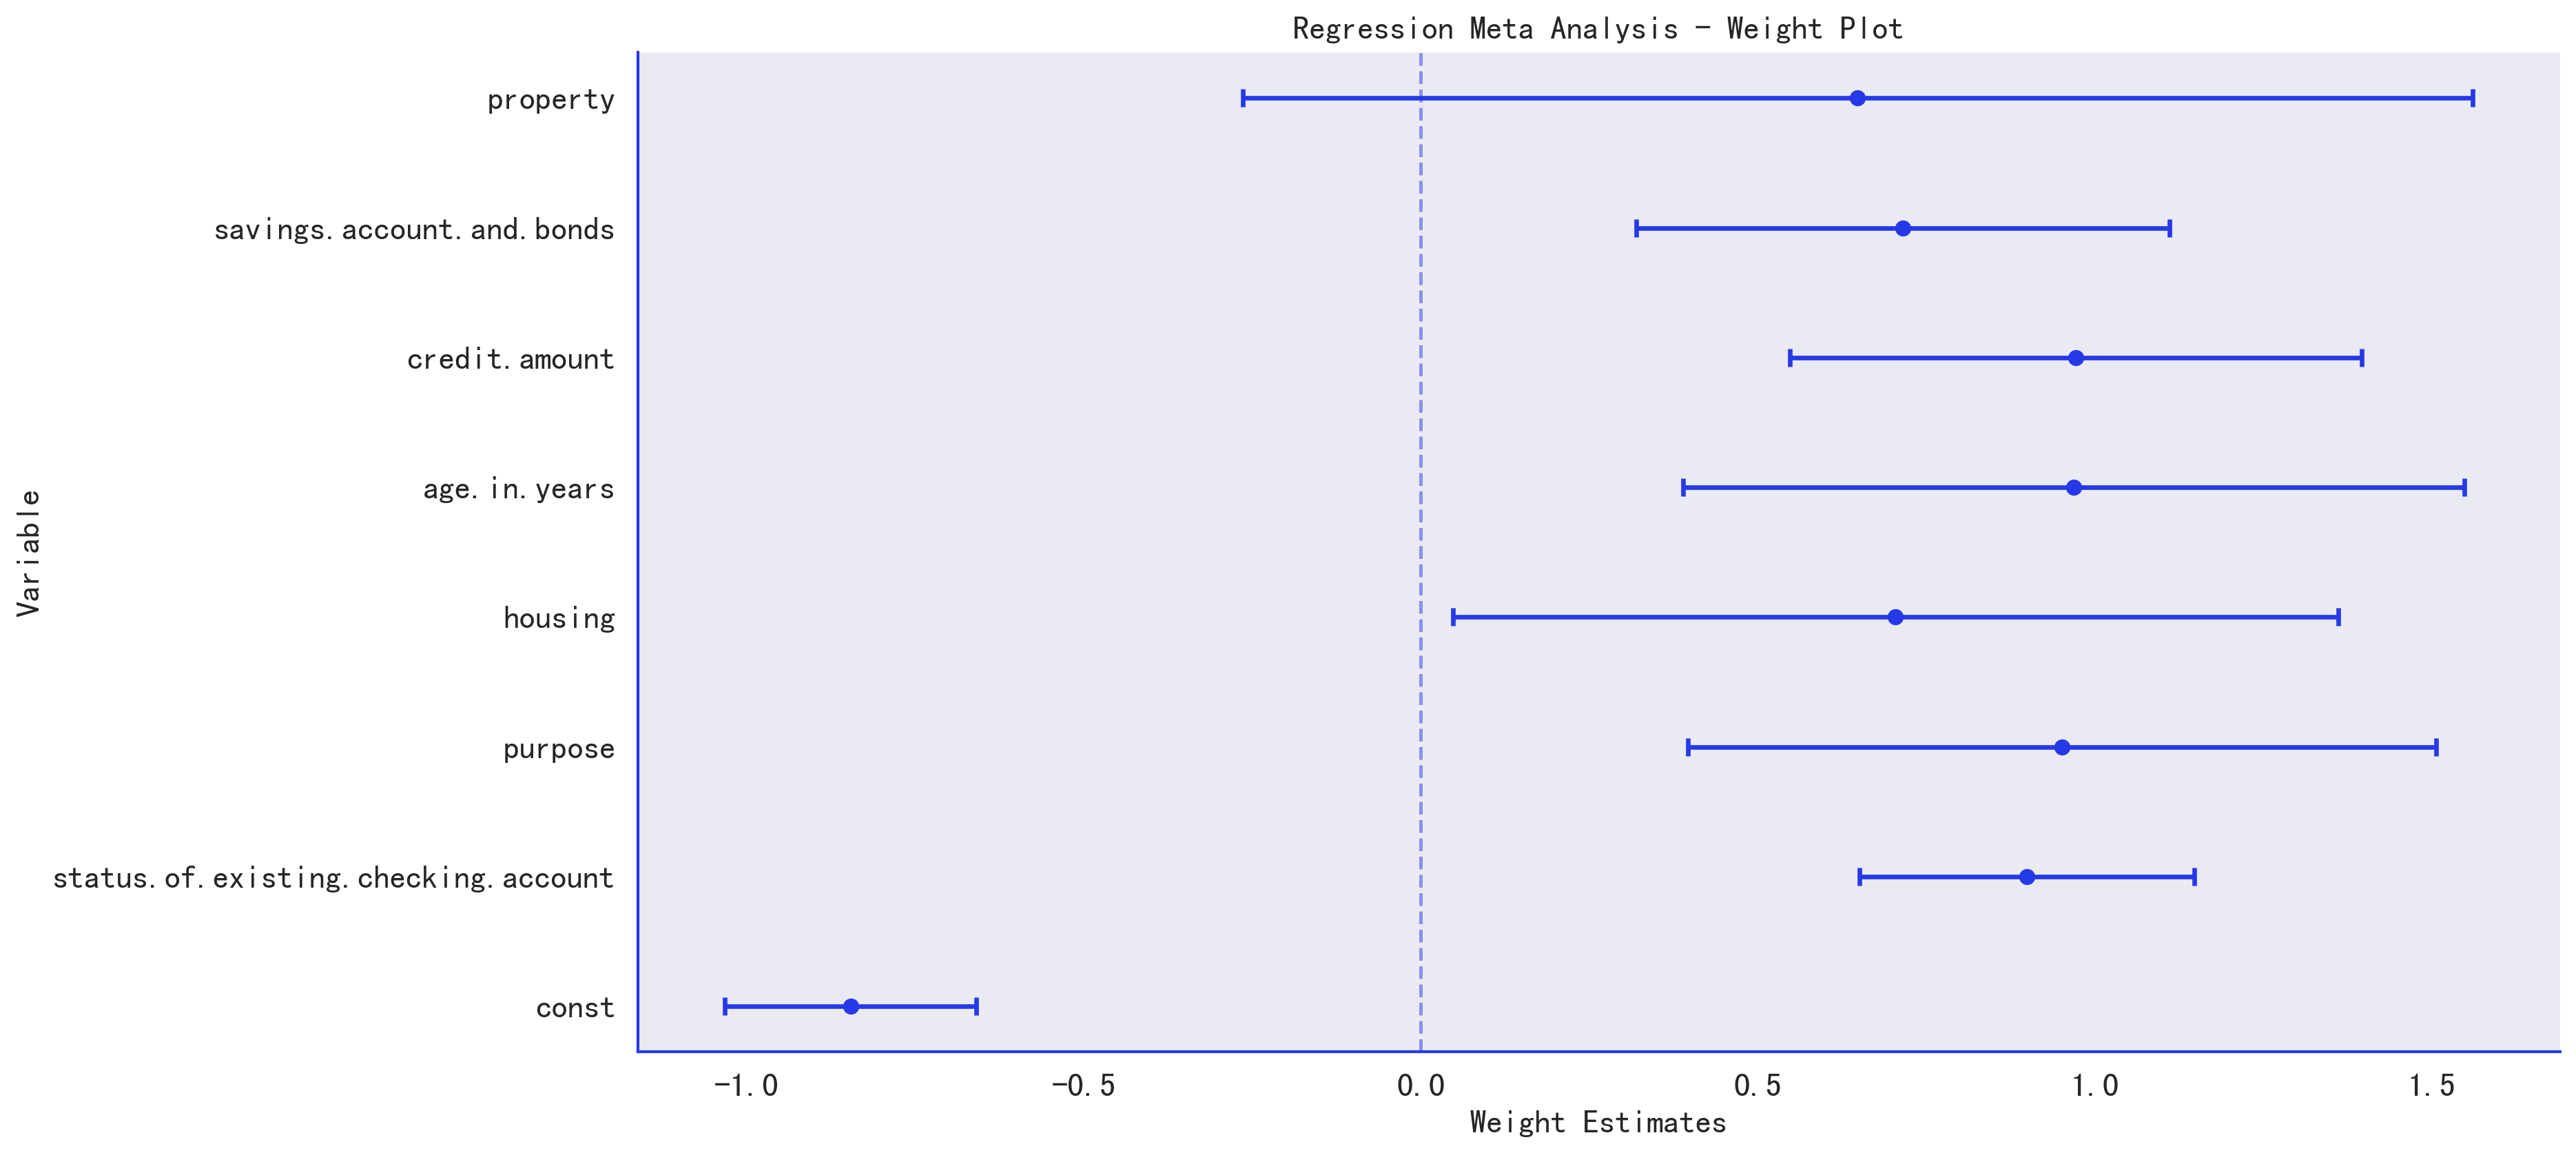 Regression Meta Analysis - Weight Plot
property
savings.account.and.bonds
credit.amount
age.in.years
housing
purpose
status.of.existing.checking.account
const
Variable
-1.0 -0.5 0.0 0.5 1.0 1.5
Weight Estimates